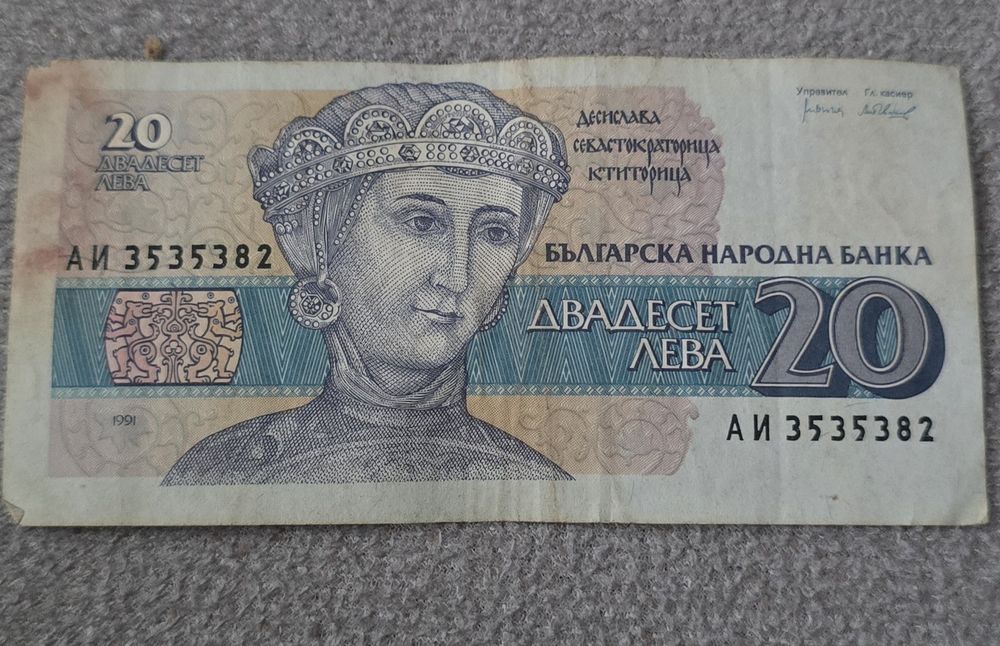 20
ДВАДЕСЕТ
ЛЕВА
Управител Гл. касиер
ДЕСИСЛАВА
СЕВАСТОКРАТОРИЦА
КТИТОРИЦА
АИ 3535382
БЪЛГАРСКА НАРОДНА БАНКА
ДВАДЕСЕТ
ЛЕВА
20
1991
АИ 3535382